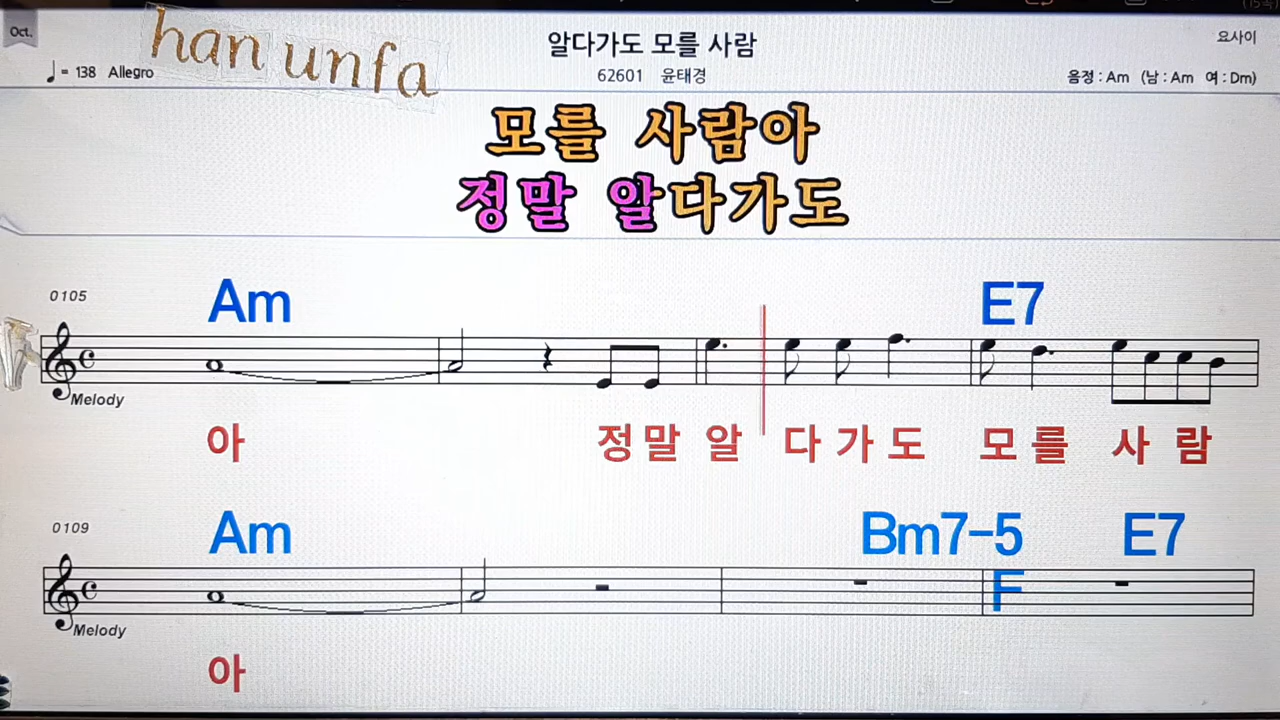 Oct.
han unfa
알다가도 모를 사람
요사이
♩= 138 Allegro
62601 윤태경
음정 : Am (남 : Am 여 : Dm)
모를 사람아
정말 알다가도
0105
Am
E7
Melody
아 정말 알 다가도 모를 사람
0109
Am
Bm7-5
E7
F
Melody
아